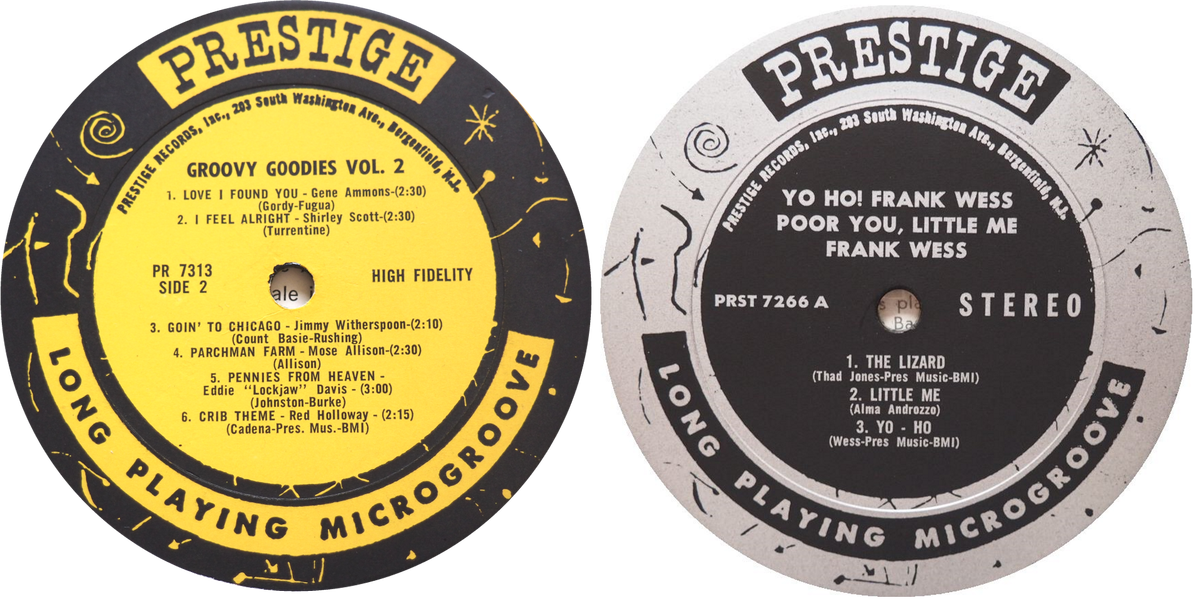 PRESTIGE
PRESTIGE RECORDS, Inc., 203 South Washington Ave., Bergenfield, N.J.
GROOVY GOODIES VOL. 2
1. LOVE I FOUND YOU - Gene Ammons-(2:30)
(Gordy-Fugua)
2. I FEEL ALRIGHT - Shirley Scott-(2:30)
(Turrentine)
PR 7313
SIDE 2
HIGH FIDELITY
ale
3. GOIN' TO CHICAGO - Jimmy Witherspoon-(2:10)
(Count Basie-Rushing)
4. PARCHMAN FARM - Mose Allison-(2:30)
(Allison)
5. PENNIES FROM HEAVEN -
Eddie "Lockjaw" Davis - (3:00)
(Johnston-Burke)
6. CRIB THEME - Red Holloway - (2:15)
(Cadena-Pres. Mus.-BMI)
LONG PLAYING MICROGROOVE
PRESTIGE
PRESTIGE RECORDS, Inc., 203 South Washington Ave., Bergenfield, N.J.
YO HO! FRANK WESS
POOR YOU, LITTLE ME
FRANK WESS
PRST 7266 A
s pla
Ba
STEREO
1. THE LIZARD
(Thad Jones-Pres Music-BMI)
2. LITTLE ME
(Alma Androzzo)
3. YO - HO
(Wess-Pres Music-BMI)
LONG PLAYING MICROGROOVE